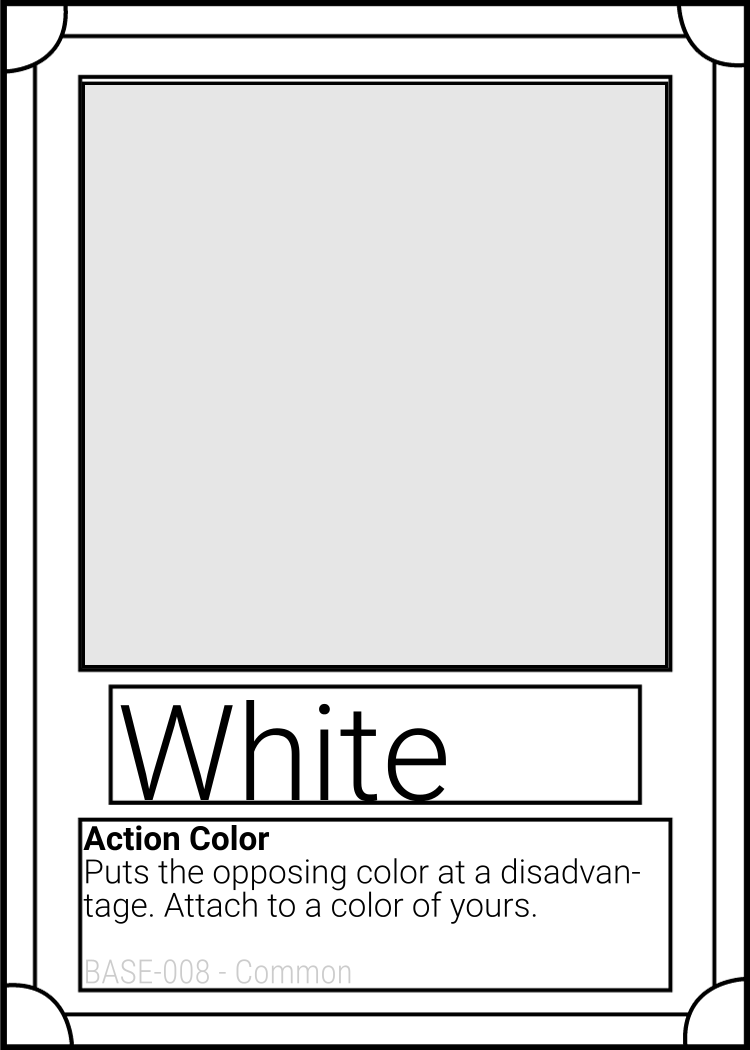 White
Action Color
Puts the opposing color at a disadvan-
tage. Attach to a color of yours.
BASE-008 - Common